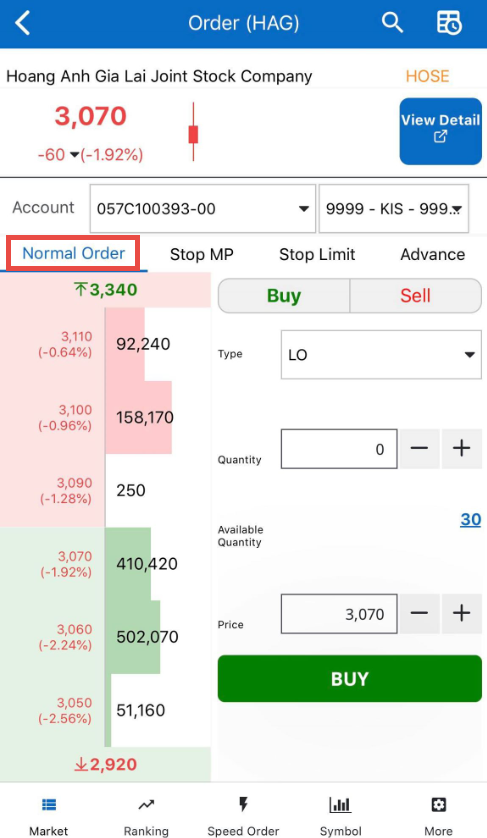 Order (HAG)
Hoang Anh Gia Lai Joint Stock Company HOSE
3,070
-60 (-1.92%)
View Detail
Account 057C100393-00 9999 - KIS - 999...
Normal Order Stop MP Stop Limit Advance
3,340
Buy Sell
3,110
(-0.64%)
92,240
Type LO
3,100
(-0.96%)
158,170
Quantity 0 − +
3,090
(-1.28%)
250
Available
Quantity
30
3,070
(-1.92%)
410,420
3,060
(-2.24%)
502,070
Price 3,070 − +
BUY
3,050
(-2.56%)
51,160
2,920
Market Ranking Speed Order Symbol More